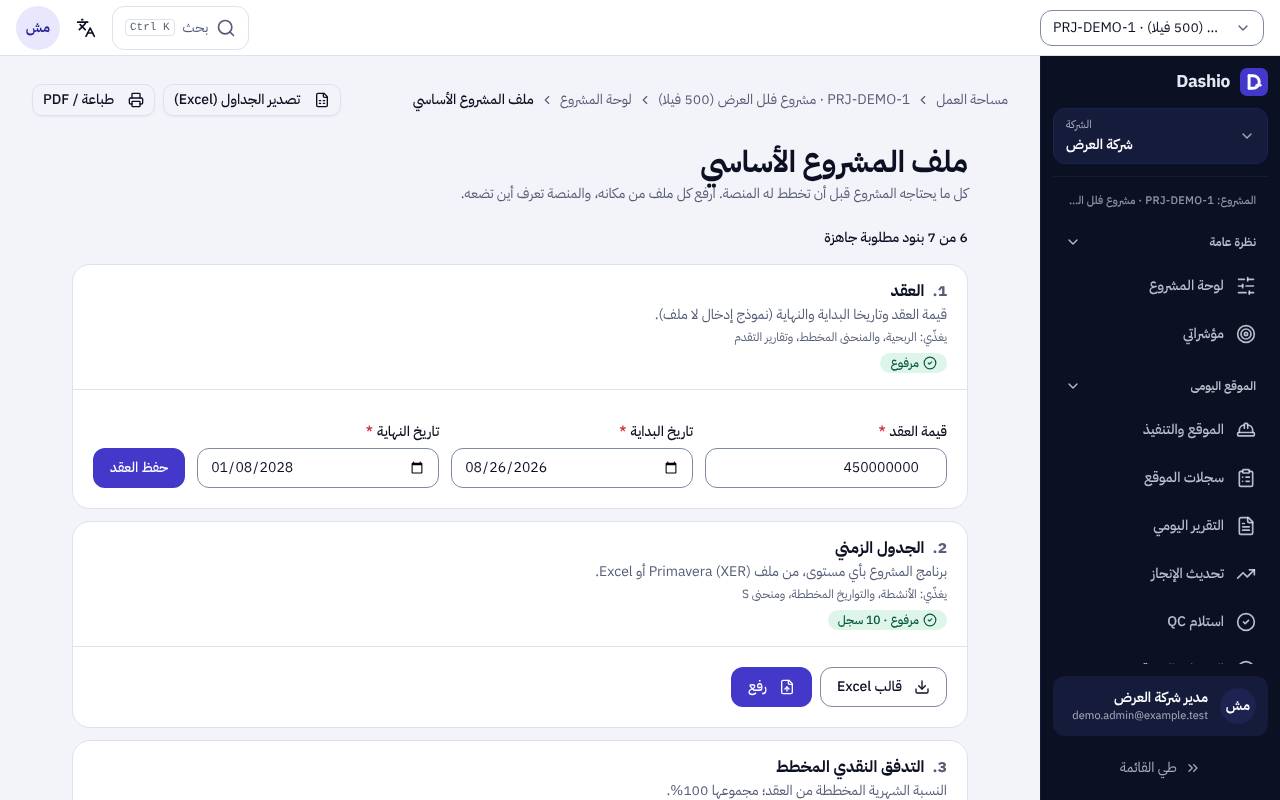 ... (500 فيلا) · PRJ-DEMO-1
بحث Ctrl K
مش
Dashio
الشركة
شركة العرض
المشروع: PRJ-DEMO-1 · مشروع فلل الـ...
نظرة عامة
لوحة المشروع
مؤشراتي
الموقع اليومي
الموقع والتنفيذ
سجلات الموقع
التقرير اليومي
تحديث الإنجاز
استلام QC
مش
مدير شركة العرض
demo.admin@example.test
طي القائمة
مساحة العمل › PRJ-DEMO-1 · مشروع فلل العرض (500 فيلا) › لوحة المشروع › ملف المشروع الأساسي
تصدير الجداول (Excel)
طباعة / PDF
ملف المشروع الأساسي
كل ما يحتاجه المشروع قبل أن تخطط له المنصة. ارفع كل ملف من مكانه، والمنصة تعرف أين تضعه.
6 من 7 بنود مطلوبة جاهزة
1. العقد
قيمة العقد وتاريخا البداية والنهاية (نموذج إدخال لا ملف).
يغذّي: الربحية، والمنحنى المخطط، وتقارير التقدم
مرفوع
قيمة العقد *
تاريخ البداية *
تاريخ النهاية *
450000000
08/26/2026
01/08/2028
حفظ العقد
2. الجدول الزمني
برنامج المشروع بأي مستوى، من ملف Primavera (XER) أو Excel.
يغذّي: الأنشطة، والتواريخ المخططة، ومنحنى S
مرفوع · 10 سجل
قالب Excel
رفع
3. التدفق النقدي المخطط
النسبة الشهرية المخططة من العقد؛ مجموعها 100%.